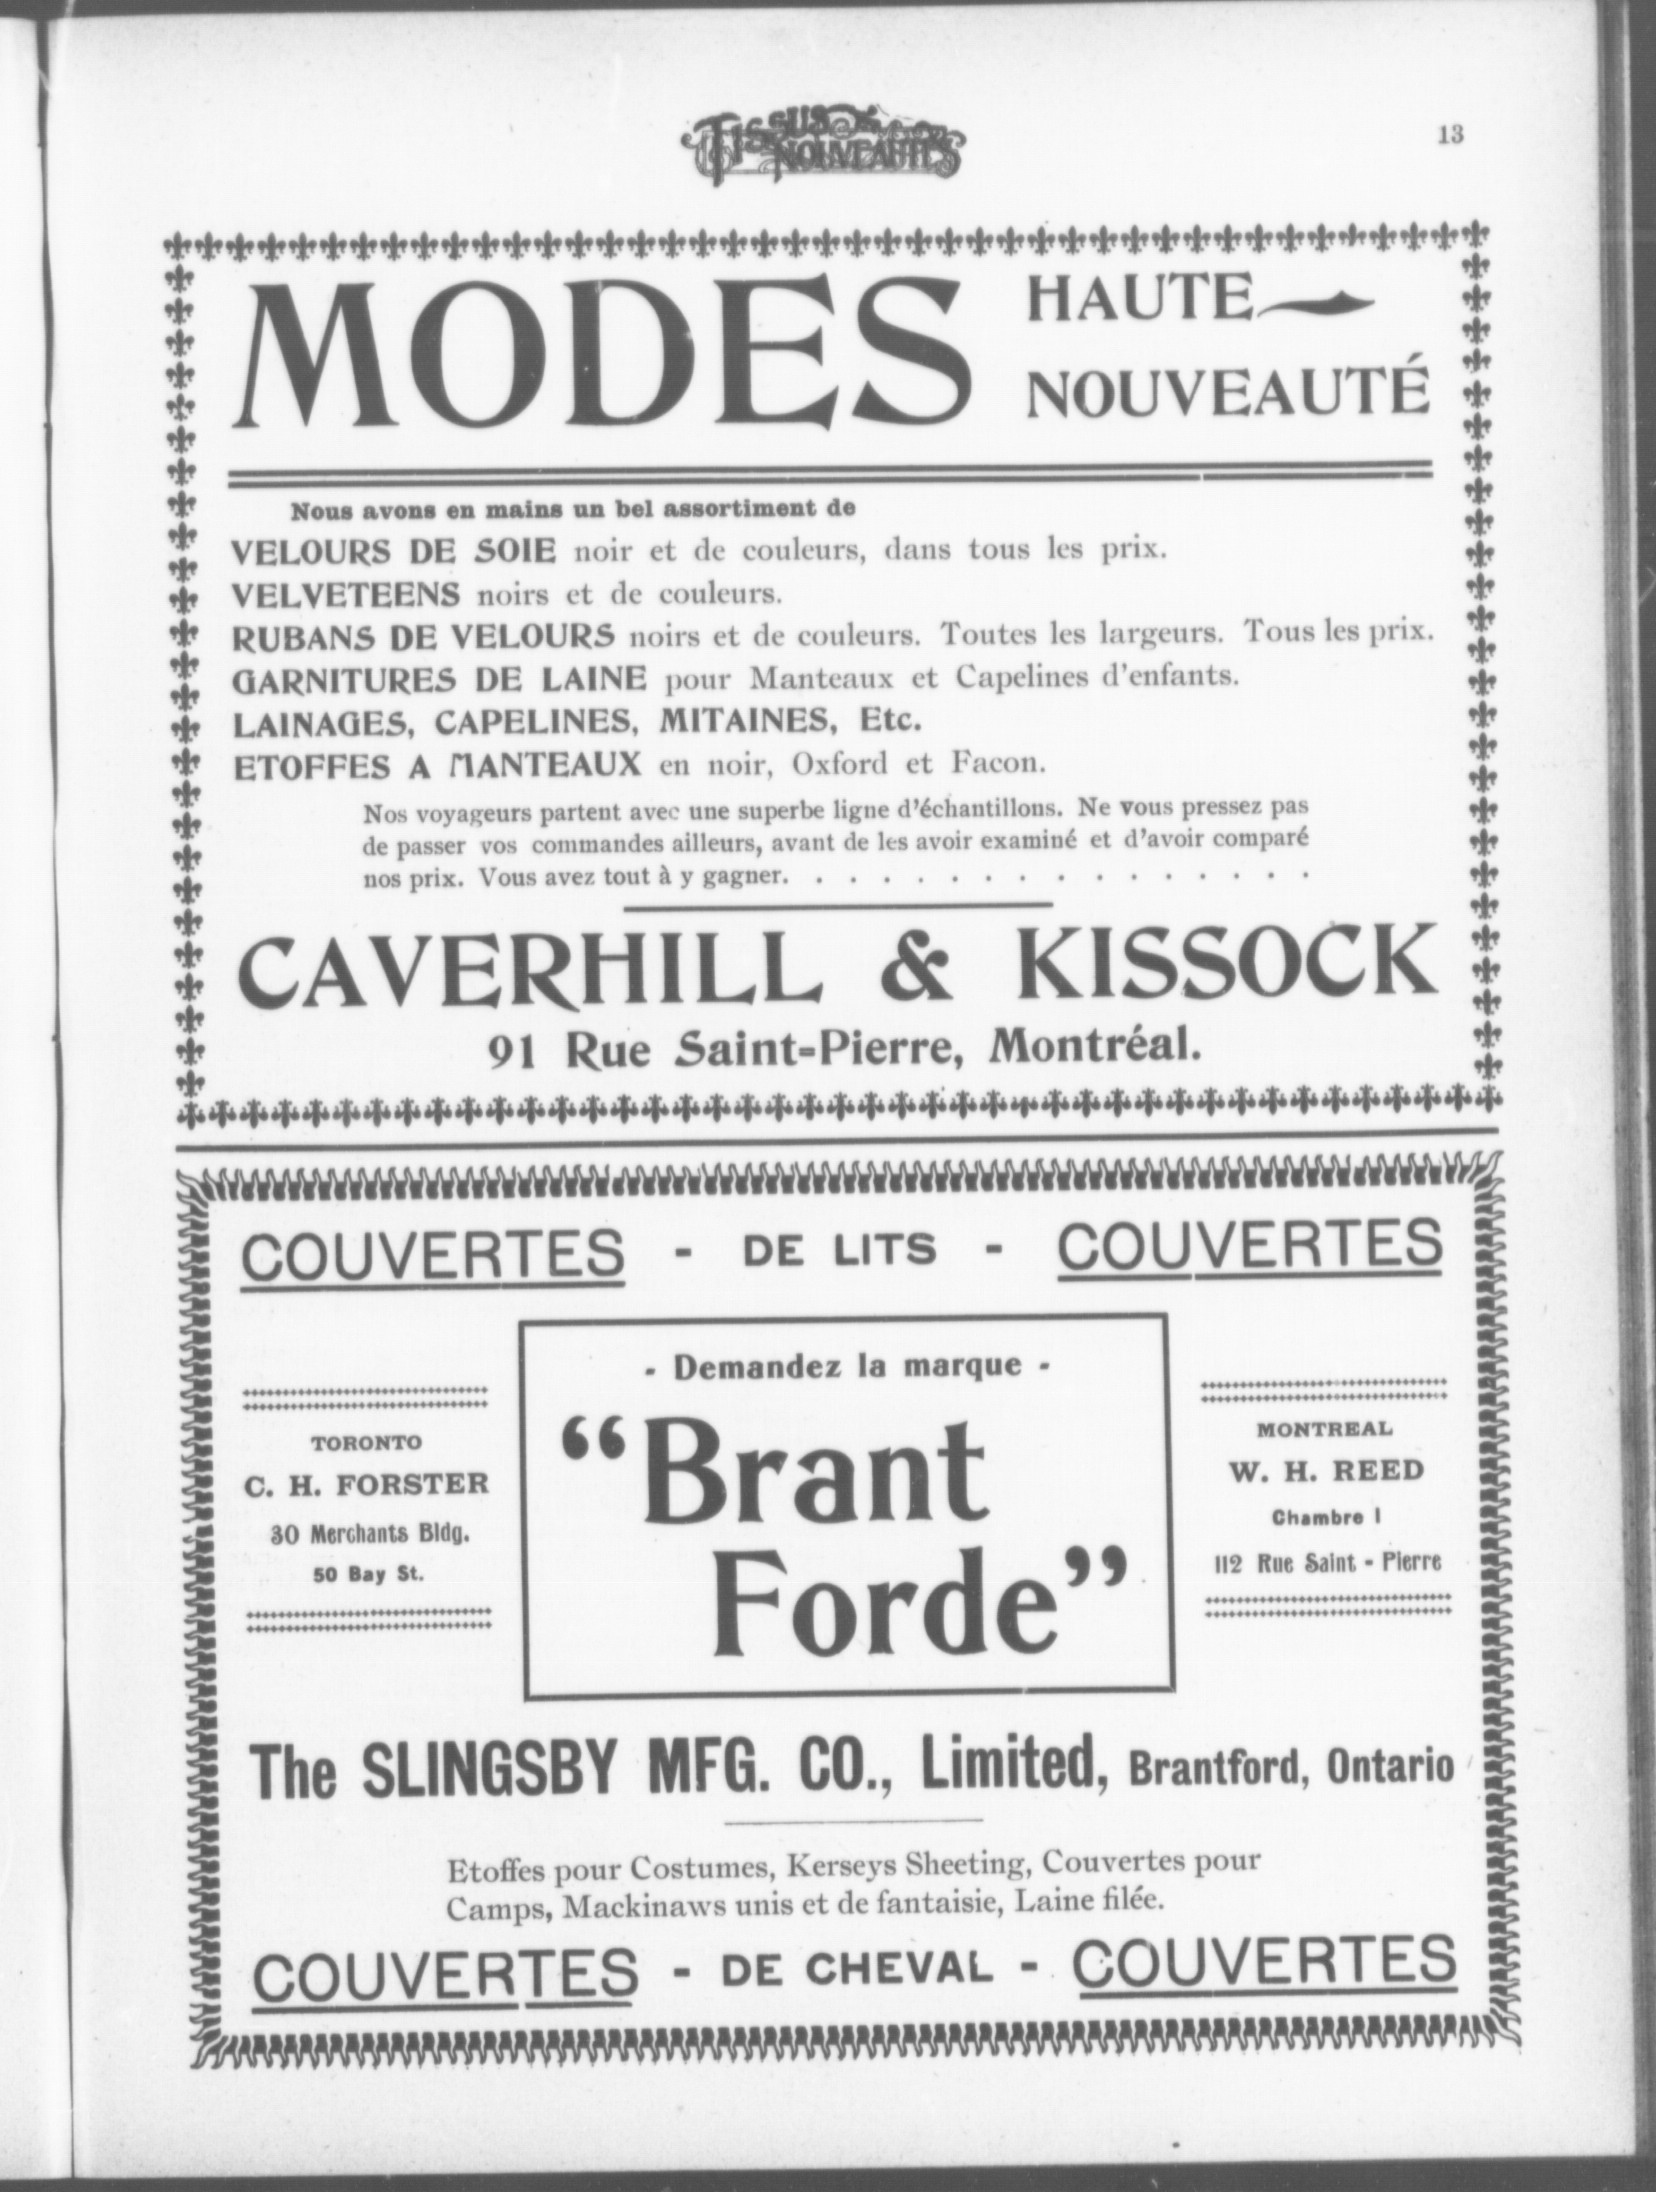 TISSUS
NOUVEAUTÉS
13
MODES HAUTE
NOUVEAUTÉ
Nous avons en mains un bel assortiment de
VELOURS DE SOIE noir et de couleurs, dans tous les prix.
VELVETEENS noirs et de couleurs.
RUBANS DE VELOURS noirs et de couleurs. Toutes les largeurs. Tous les prix.
GARNITURES DE LAINE pour Manteaux et Capelines d'enfants.
LAINAGES, CAPELINES, MITAINES, Etc.
ETOFFES A MANTEAUX en noir, Oxford et Facon.
Nos voyageurs partent avec une superbe ligne d'échantillons. Ne vous pressez pas
de passer vos commandes ailleurs, avant de les avoir examiné et d'avoir comparé
nos prix. Vous avez tout à y gagner. . . . . . . . . . . . . . . .
CAVERHILL & KISSOCK
91 Rue Saint-Pierre, Montréal.
COUVERTES - DE LITS - COUVERTES
- Demandez la marque -
"Brant
Forde"
TORONTO
C. H. FORSTER
30 Merchants Bldg.
50 Bay St.
MONTREAL
W. H. REED
Chambre I
112 Rue Saint - Pierre
The SLINGSBY MFG. CO., Limited, Brantford, Ontario
Etoffes pour Costumes, Kerseys Sheeting, Couvertes pour
Camps, Mackinaws unis et de fantaisie, Laine filée.
COUVERTES - DE CHEVAL - COUVERTES